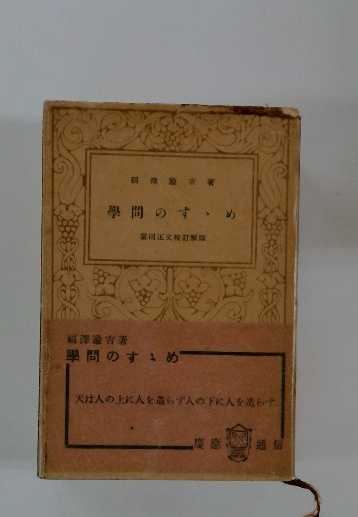 福澤諭吉著
學問のすゝめ
富田正文校訂解題
福澤諭吉著
學問のすゝめ
天は人の上に人を造らず人の下に人を造らず
慶應通信